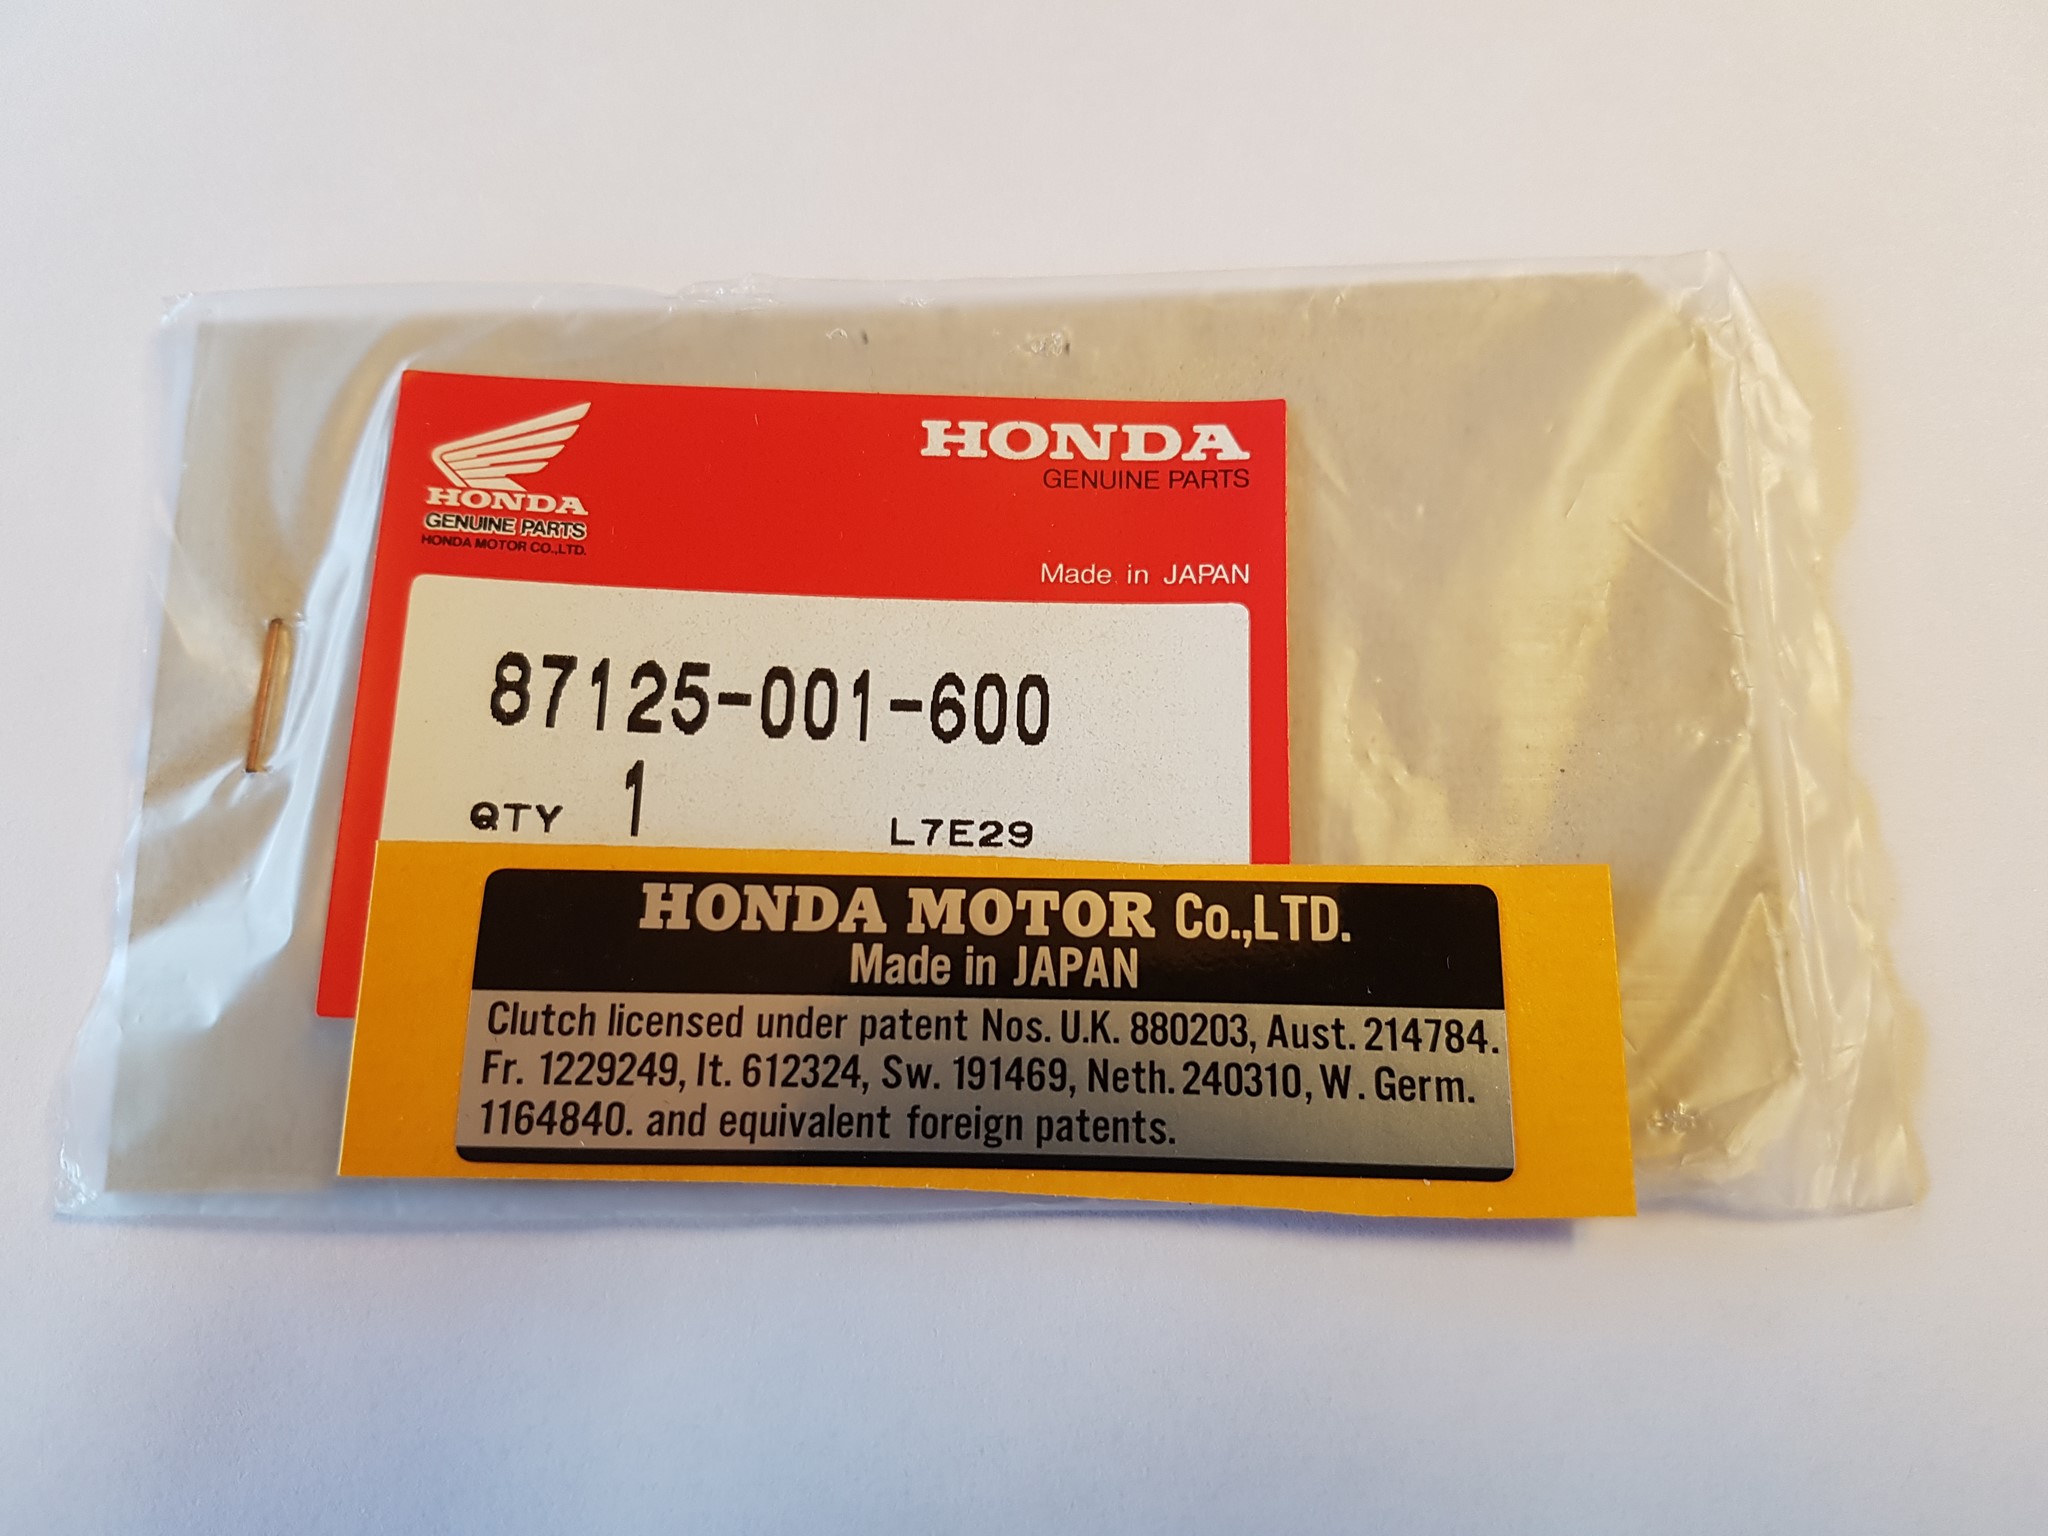 HONDA
GENUINE PARTS
HONDA MOTOR CO.,LTD.
HONDA
GENUINE PARTS
Made in JAPAN
87125-001-600
QTY 1 L7E29
HONDA MOTOR Co.,LTD.
Made in JAPAN
Clutch licensed under patent Nos. U.K. 880203, Aust. 214784.
Fr. 1229249, It. 612324, Sw. 191469, Neth. 240310, W. Germ.
1164840. and equivalent foreign patents.